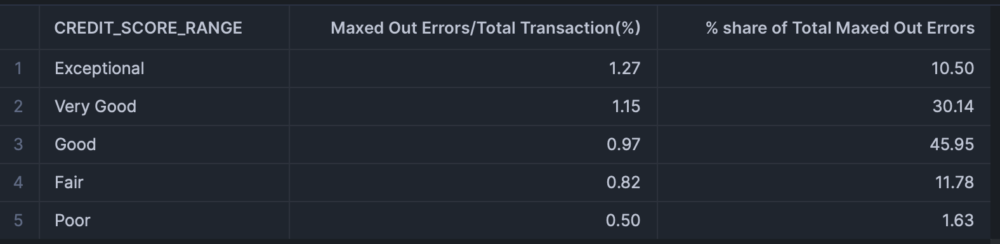 CREDIT_SCORE_RANGE Maxed Out Errors/Total Transaction(%) % share of Total Maxed Out Errors
1 Exceptional 1.27 10.50
2 Very Good 1.15 30.14
3 Good 0.97 45.95
4 Fair 0.82 11.78
5 Poor 0.50 1.63